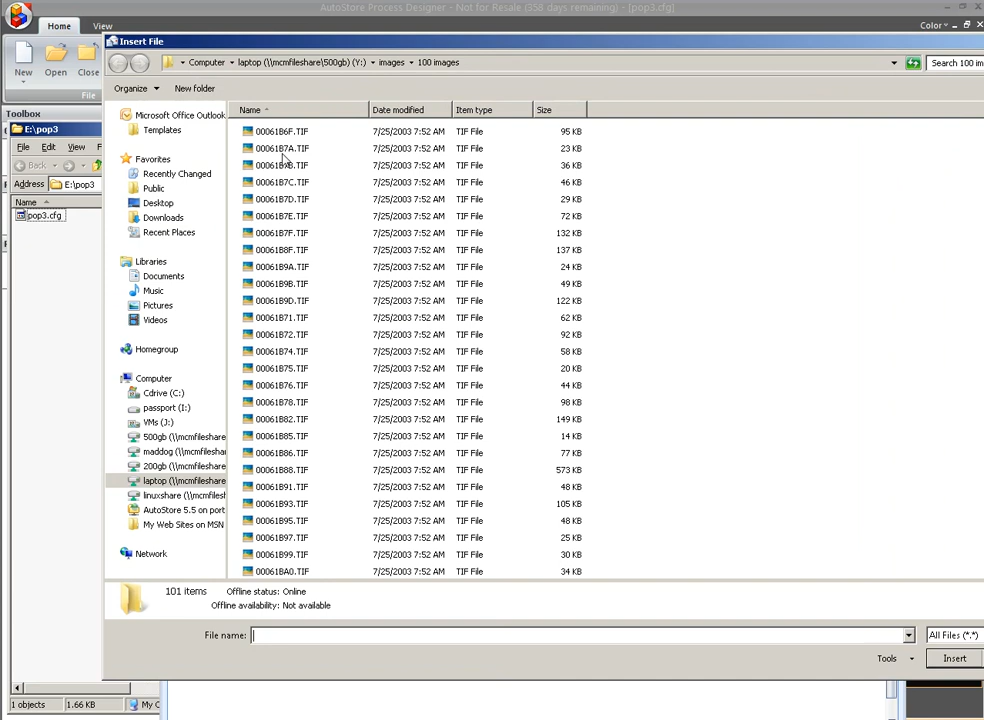 AutoStore Process Designer - Not for Resale (358 days remaining) - [pop3.cfg]
Home View
Color
New Open Close
File
Toolbox
E:\pop3
File Edit View F
Back
Address E:\pop3
Name
pop3.cfg
1 objects 1.66 KB My C
Insert File
Computer laptop (\\mcmfileshare\500gb) (Y:) images 100 images
Search 100 im
Organize New folder
Microsoft Office Outlook
Templates
Favorites
Recently Changed
Public
Desktop
Downloads
Recent Places
Libraries
Documents
Music
Pictures
Videos
Homegroup
Computer
Cdrive (C:)
passport (I:)
VMs (J:)
500gb (\\mcmfileshare
maddog (\\mcmfileshar
200gb (\\mcmfileshare
laptop (\\mcmfileshare
linuxshare (\\mcmfilesh
AutoStore 5.5 on port
My Web Sites on MSN
Network
Name Date modified Item type Size
00061B6F.TIF 7/25/2003 7:52 AM TIF File 95 KB
00061B7A.TIF 7/25/2003 7:52 AM TIF File 23 KB
00061B7B.TIF 7/25/2003 7:52 AM TIF File 36 KB
00061B7C.TIF 7/25/2003 7:52 AM TIF File 46 KB
00061B7D.TIF 7/25/2003 7:52 AM TIF File 29 KB
00061B7E.TIF 7/25/2003 7:52 AM TIF File 72 KB
00061B7F.TIF 7/25/2003 7:52 AM TIF File 132 KB
00061B8F.TIF 7/25/2003 7:52 AM TIF File 137 KB
00061B9A.TIF 7/25/2003 7:52 AM TIF File 24 KB
00061B9B.TIF 7/25/2003 7:52 AM TIF File 49 KB
00061B9D.TIF 7/25/2003 7:52 AM TIF File 122 KB
00061B71.TIF 7/25/2003 7:52 AM TIF File 62 KB
00061B72.TIF 7/25/2003 7:52 AM TIF File 92 KB
00061B74.TIF 7/25/2003 7:52 AM TIF File 58 KB
00061B75.TIF 7/25/2003 7:52 AM TIF File 20 KB
00061B76.TIF 7/25/2003 7:52 AM TIF File 44 KB
00061B78.TIF 7/25/2003 7:52 AM TIF File 98 KB
00061B82.TIF 7/25/2003 7:52 AM TIF File 149 KB
00061B85.TIF 7/25/2003 7:52 AM TIF File 14 KB
00061B86.TIF 7/25/2003 7:52 AM TIF File 77 KB
00061B88.TIF 7/25/2003 7:52 AM TIF File 573 KB
00061B91.TIF 7/25/2003 7:52 AM TIF File 48 KB
00061B93.TIF 7/25/2003 7:52 AM TIF File 105 KB
00061B95.TIF 7/25/2003 7:52 AM TIF File 48 KB
00061B97.TIF 7/25/2003 7:52 AM TIF File 25 KB
00061B99.TIF 7/25/2003 7:52 AM TIF File 30 KB
00061BA0.TIF 7/25/2003 7:52 AM TIF File 34 KB
101 items Offline status: Online
Offline availability: Not available
File name: All Files (*.*)
Tools Insert